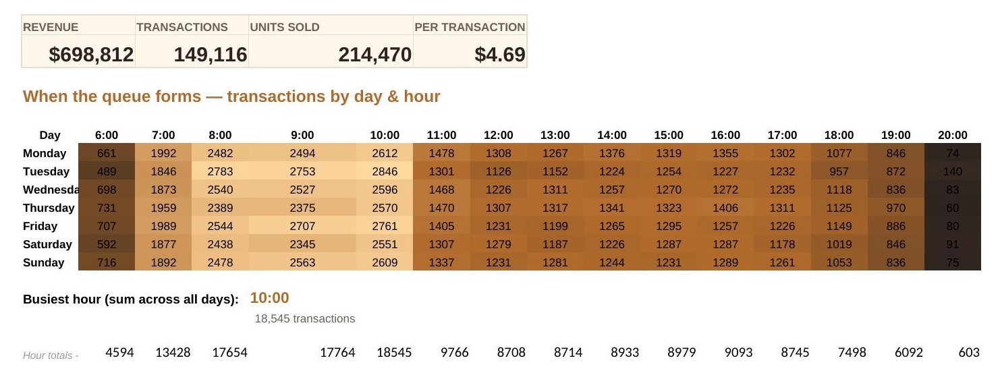 REVENUE TRANSACTIONS UNITS SOLD PER TRANSACTION
$698,812 149,116 214,470 $4.69
When the queue forms — transactions by day & hour
Day 6:00 7:00 8:00 9:00 10:00 11:00 12:00 13:00 14:00 15:00 16:00 17:00 18:00 19:00 20:00
Monday 661 1992 2482 2494 2612 1478 1308 1267 1376 1319 1355 1302 1077 846 74
Tuesday 489 1846 2783 2753 2846 1301 1126 1152 1224 1254 1227 1232 957 872 140
Wednesda 698 1873 2540 2527 2596 1468 1226 1311 1257 1270 1272 1235 1118 836 83
Thursday 731 1959 2389 2375 2570 1470 1307 1317 1341 1323 1406 1311 1125 970 60
Friday 707 1989 2544 2707 2761 1405 1231 1199 1265 1295 1257 1226 1149 886 80
Saturday 592 1877 2438 2345 2551 1307 1279 1187 1226 1287 1287 1178 1019 846 91
Sunday 716 1892 2478 2563 2609 1337 1231 1281 1244 1231 1289 1261 1053 836 75
Busiest hour (sum across all days): 10:00
18,545 transactions
Hour totals - 4594 13428 17654 17764 18545 9766 8708 8714 8933 8979 9093 8745 7498 6092 603